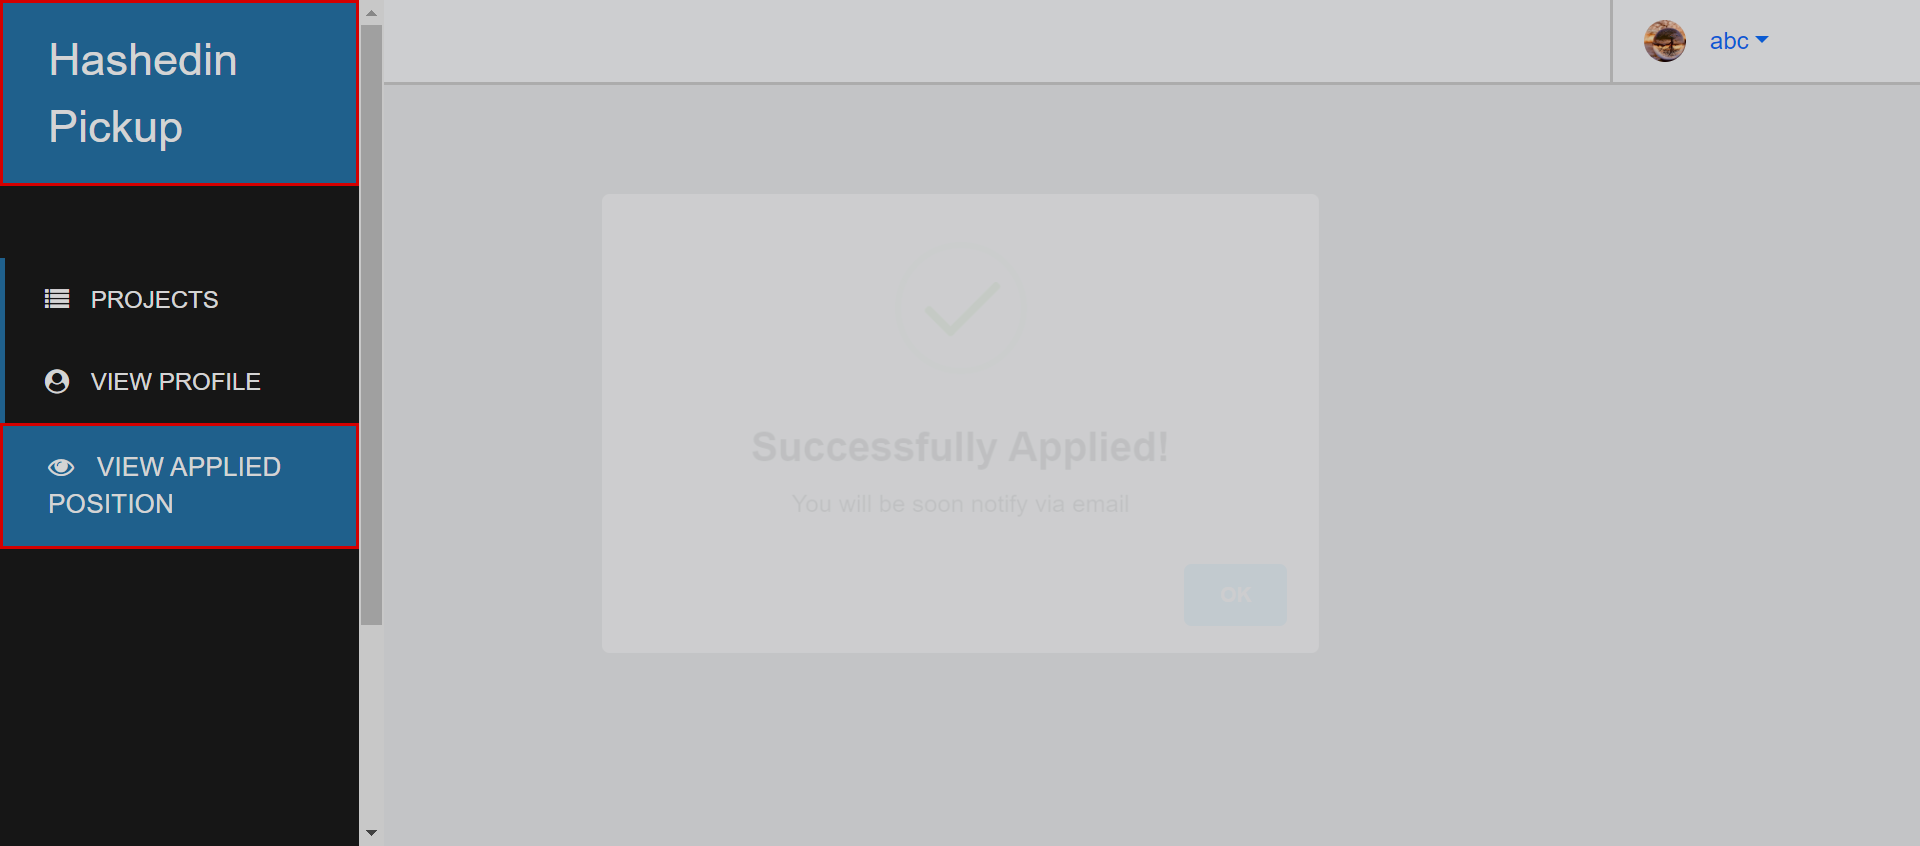 Hashedin
Pickup
abc
PROJECTS
VIEW PROFILE
VIEW APPLIED
POSITION
Successfully Applied!
You will be soon notify via email
OK